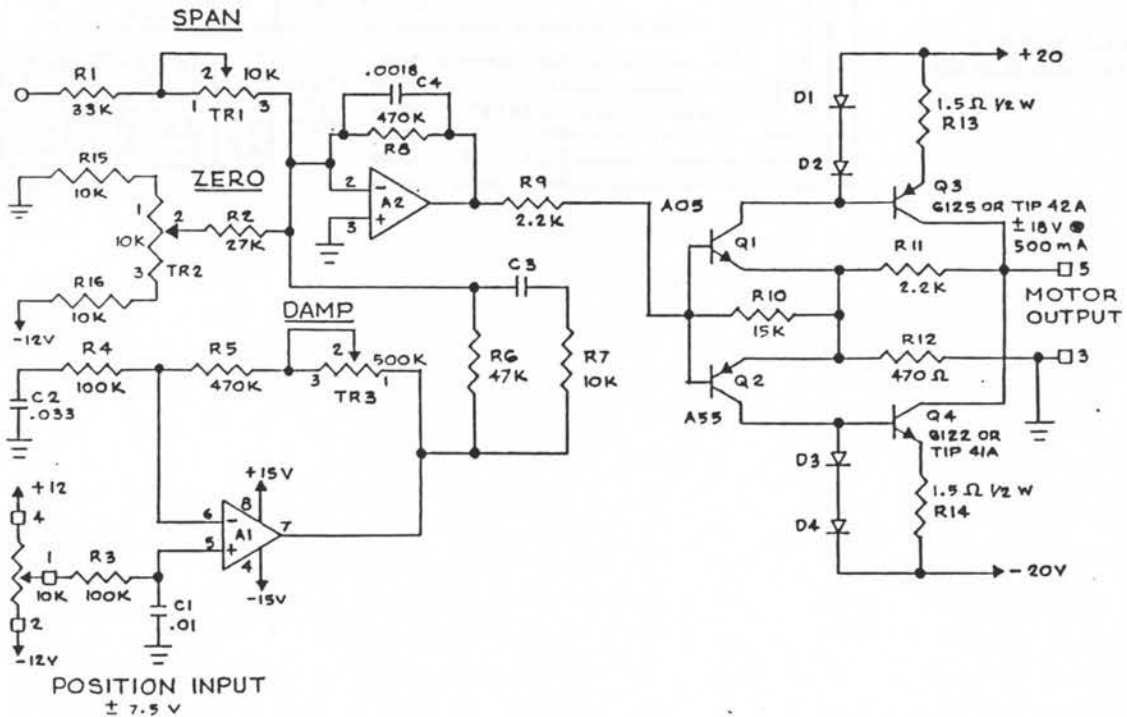 SPAN
R1
33K
2
10K
1
3
TR1
.0018
C4
470K
R8
R15
10K
ZERO
1
2
R2
27K
10K
3
TR2
R16
10K
-12V
2
-
A2
3
+
R9
2.2K
A05
Q1
D1
D2
+20
1.5 Ω 1/2 W
R13
Q3
G125 OR TIP 42A
± 18V @
500mA
R11
2.2K
5
MOTOR
OUTPUT
R10
15K
R12
470 Ω
3
Q2
A55
Q4
G122 OR
TIP 41A
D3
D4
1.5 Ω 1/2 W
R14
- 20V
C3
R6
47K
R7
10K
DAMP
R4
100K
R5
470K
2
500K
3
1
TR3
C2
.033
+15V
8
6
-
A1
7
5
+
4
-15V
+12
4
1
10K
R3
100K
C1
.01
2
-12V
POSITION INPUT
± 7.5 V